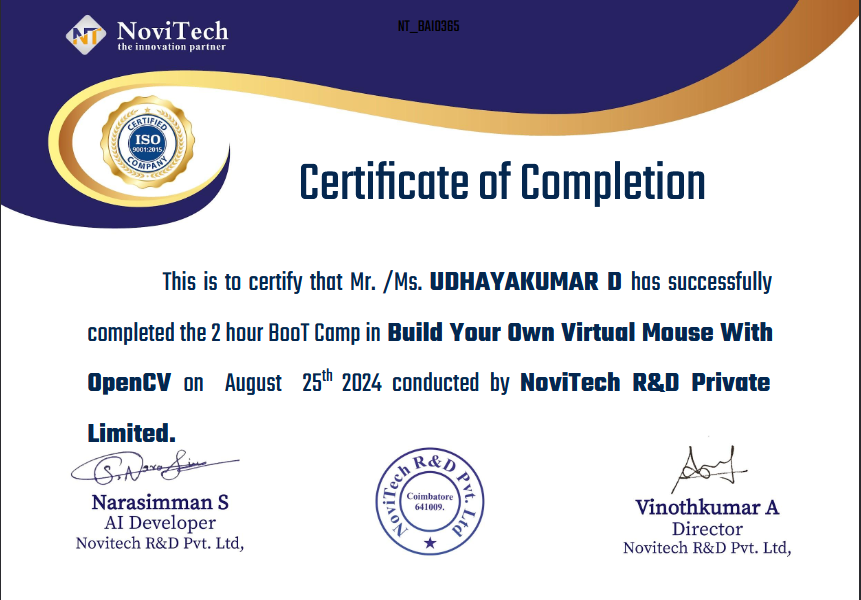 NT
NoviTech
the innovation partner
NT_BAI0365
CERTIFIED
ISO
9001:2015
COMPANY
Certificate of Completion
This is to certify that Mr. /Ms. UDHAYAKUMAR D has successfully
completed the 2 hour BooT Camp in Build Your Own Virtual Mouse With
OpenCV on August 25th 2024 conducted by NoviTech R&D Private
Limited.
Narasimman S
AI Developer
Novitech R&D Pvt. Ltd,
NoviTech R&D Pvt. Ltd
Coimbatore
641009.
Vinothkumar A
Director
Novitech R&D Pvt. Ltd,